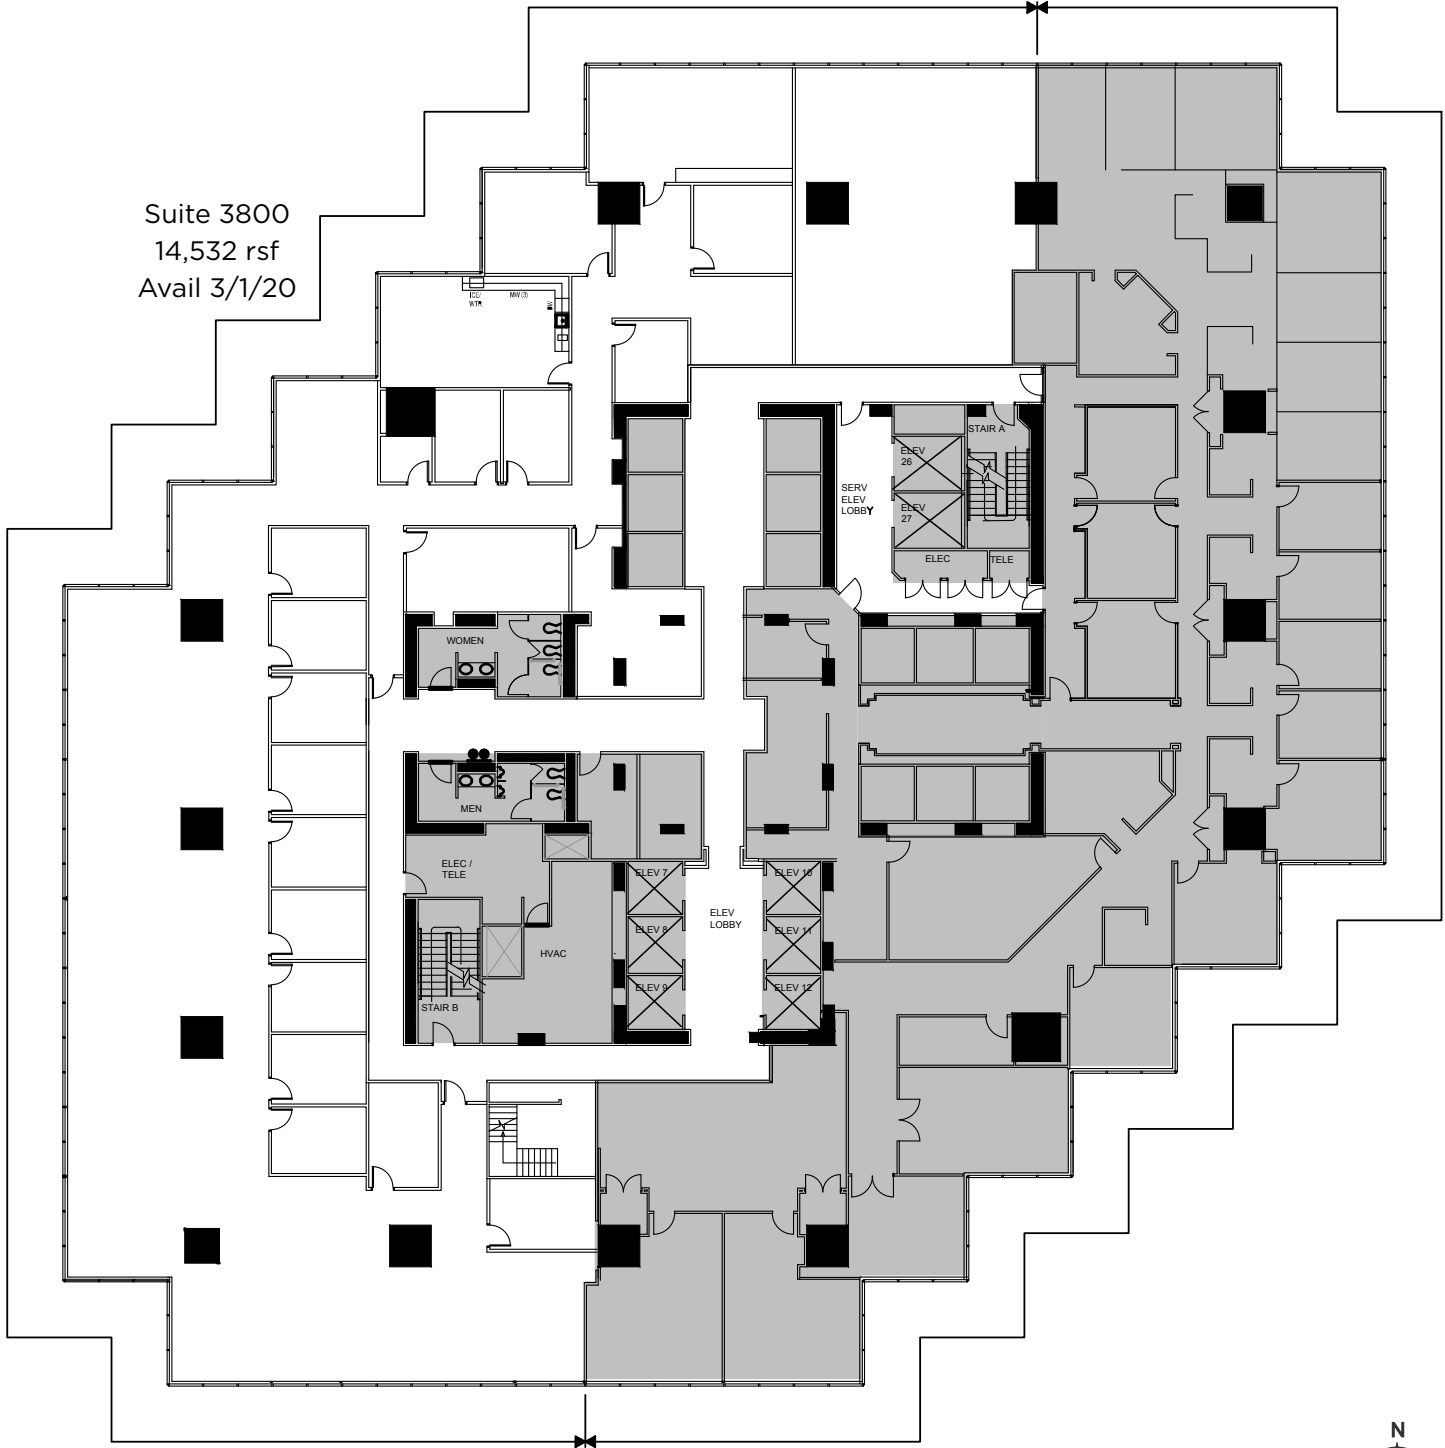 Suite 3800
14,532 rsf
Avail 3/1/20
ICE/
WTR
MW (3)
DW
STAIR A
ELEV
26
SERV
ELEV
LOBBY
ELEV
27
ELEC
TELE
WOMEN
MEN
ELEC /
TELE
ELEV 7
ELEV 10
ELEV
LOBBY
ELEV 8
ELEV 11
HVAC
ELEV 9
ELEV 12
STAIR B
N